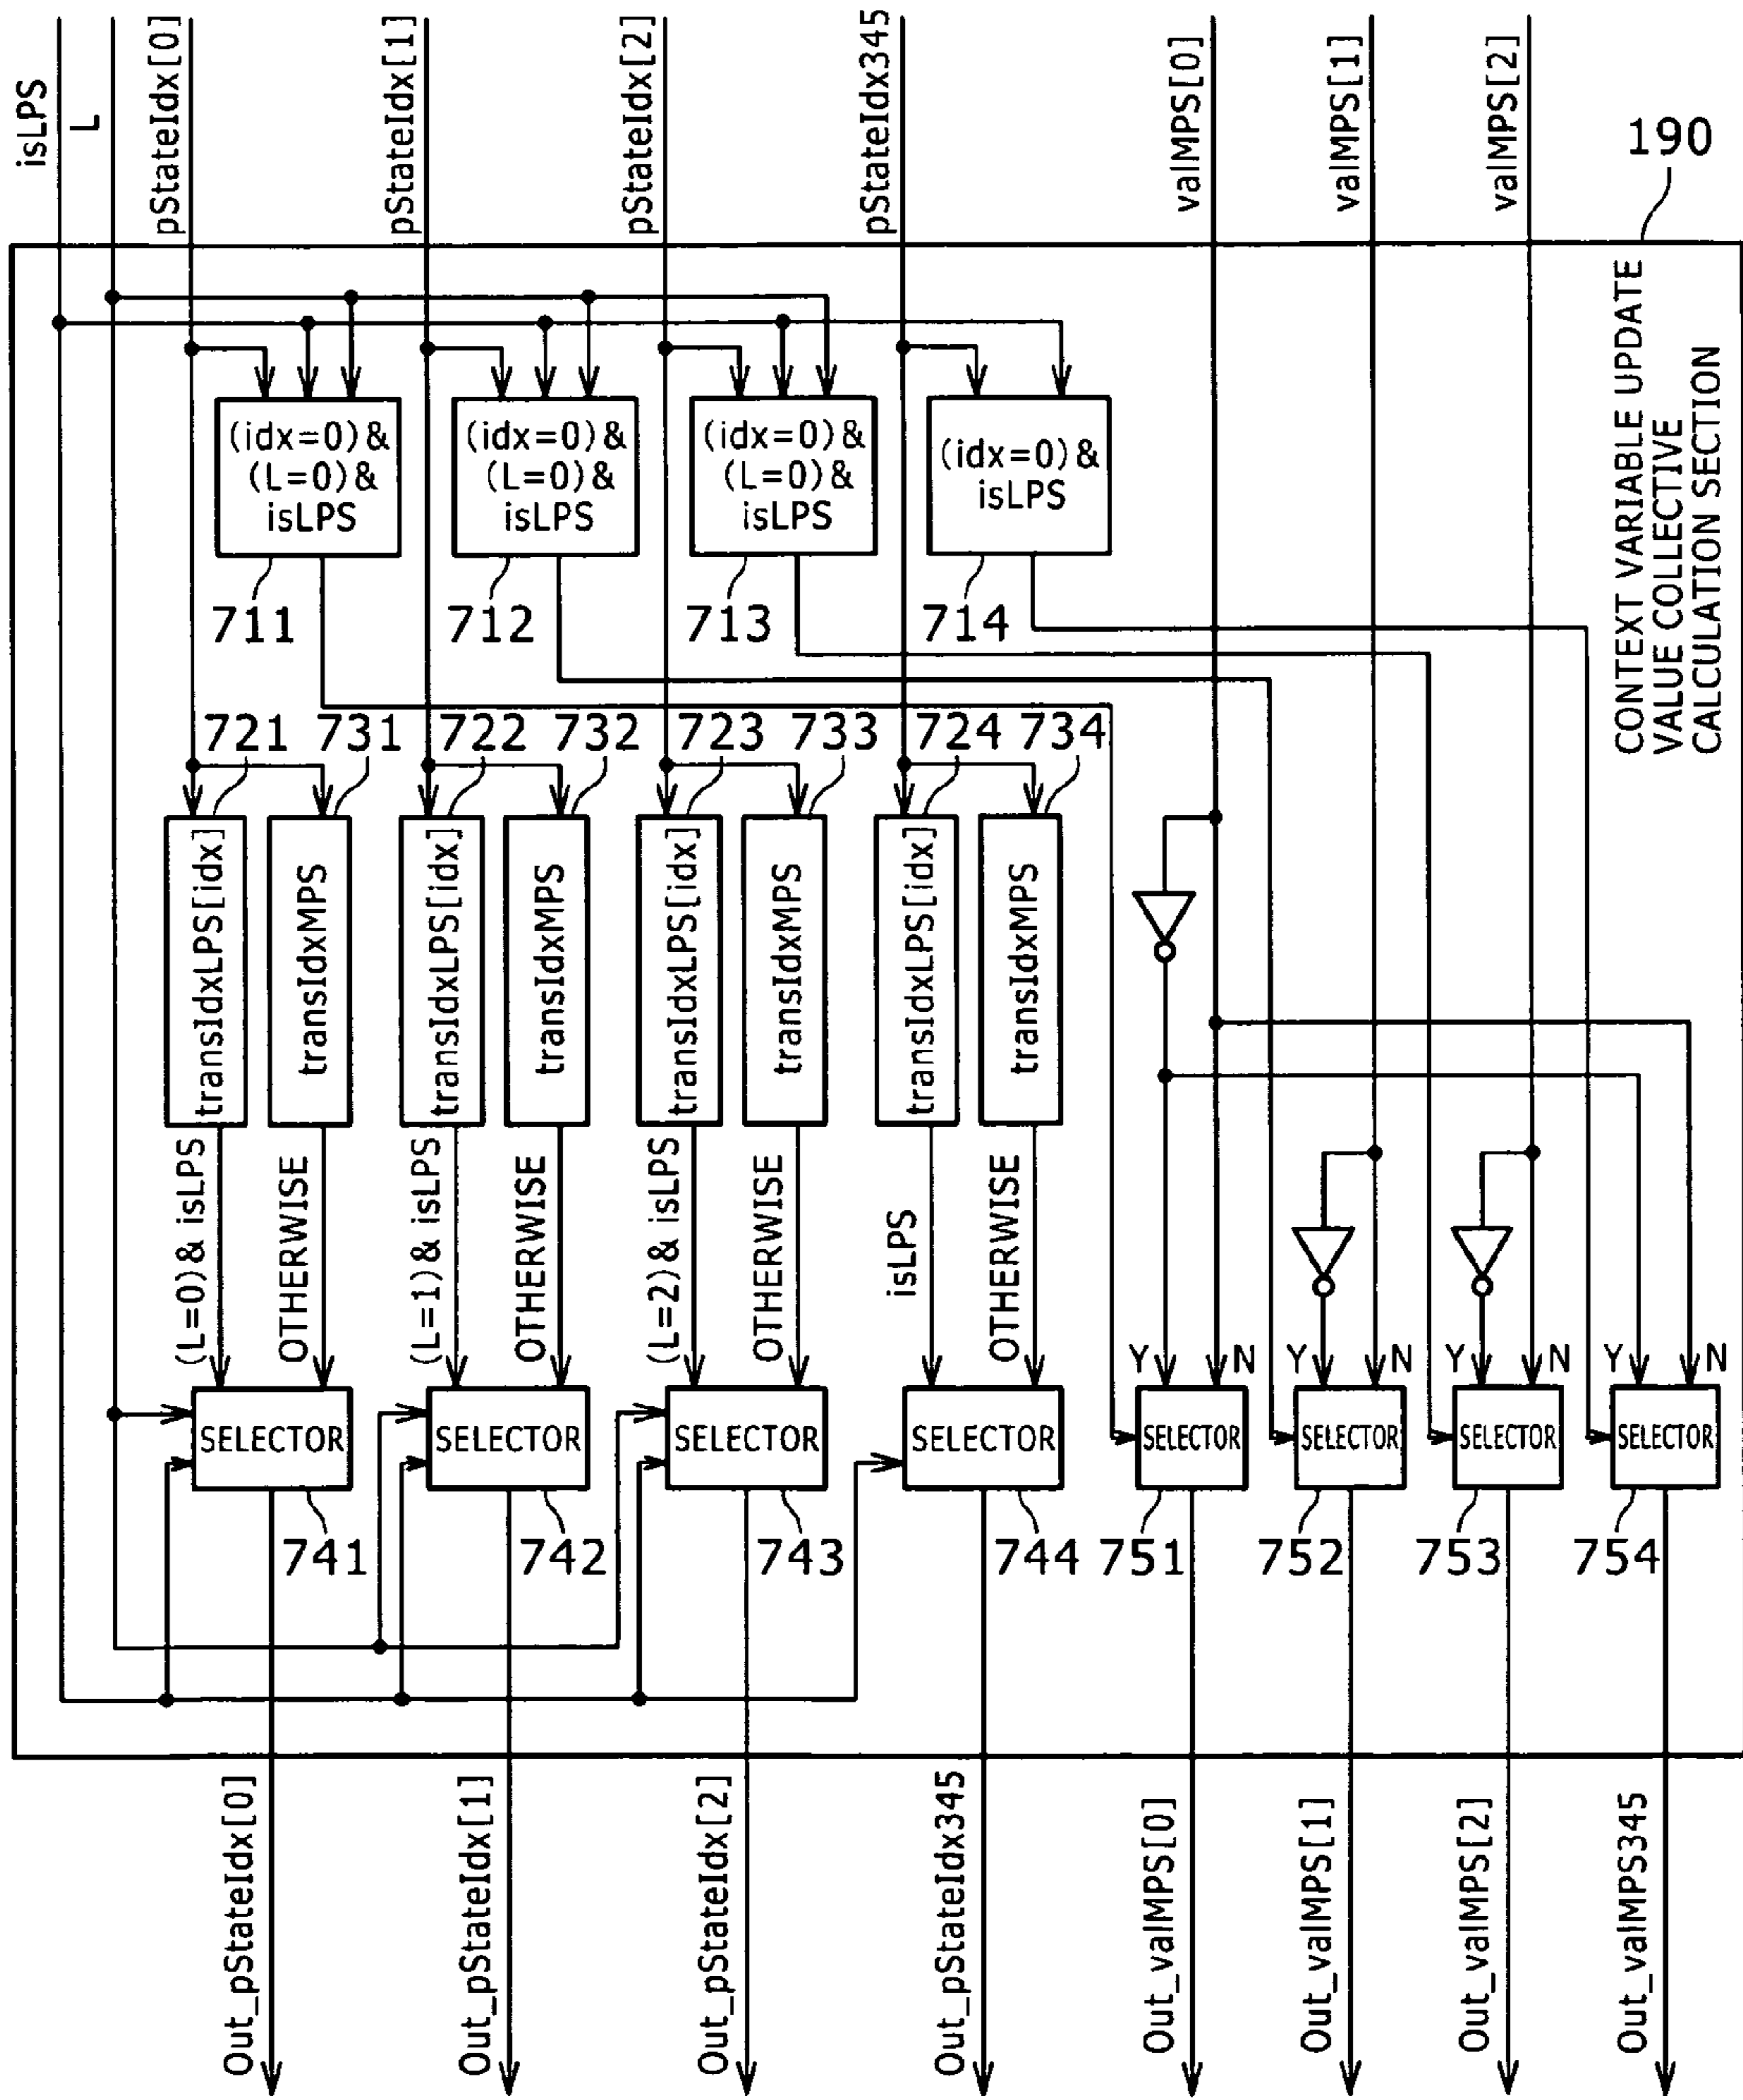 isLPS
L
pStateIdx[0]
pStateIdx[1]
pStateIdx[2]
pStateIdx345
valMPS[0]
valMPS[1]
valMPS[2]
190
CONTEXT VARIABLE UPDATE
VALUE COLLECTIVE
CALCULATION SECTION
(idx=0)&
(L=0)&
isLPS
(idx=0)&
(L=0)&
isLPS
(idx=0)&
(L=0)&
isLPS
(idx=0)&
isLPS
711
712
713
714
721
731
722
732
723
733
724
734
transIdxLPS[idx]
transIdxMPS
transIdxLPS[idx]
transIdxMPS
transIdxLPS[idx]
transIdxMPS
transIdxLPS[idx]
transIdxMPS
(L=0)& isLPS
OTHERWISE
(L=1)& isLPS
OTHERWISE
(L=2)& isLPS
OTHERWISE
isLPS
OTHERWISE
Y
N
Y
N
Y
N
Y
N
SELECTOR
SELECTOR
SELECTOR
SELECTOR
SELECTOR
SELECTOR
SELECTOR
SELECTOR
741
742
743
744
751
752
753
754
Out_pStateIdx[0]
Out_pStateIdx[1]
Out_pStateIdx[2]
Out_pStateIdx345
Out_valMPS[0]
Out_valMPS[1]
Out_valMPS[2]
Out_valMPS345